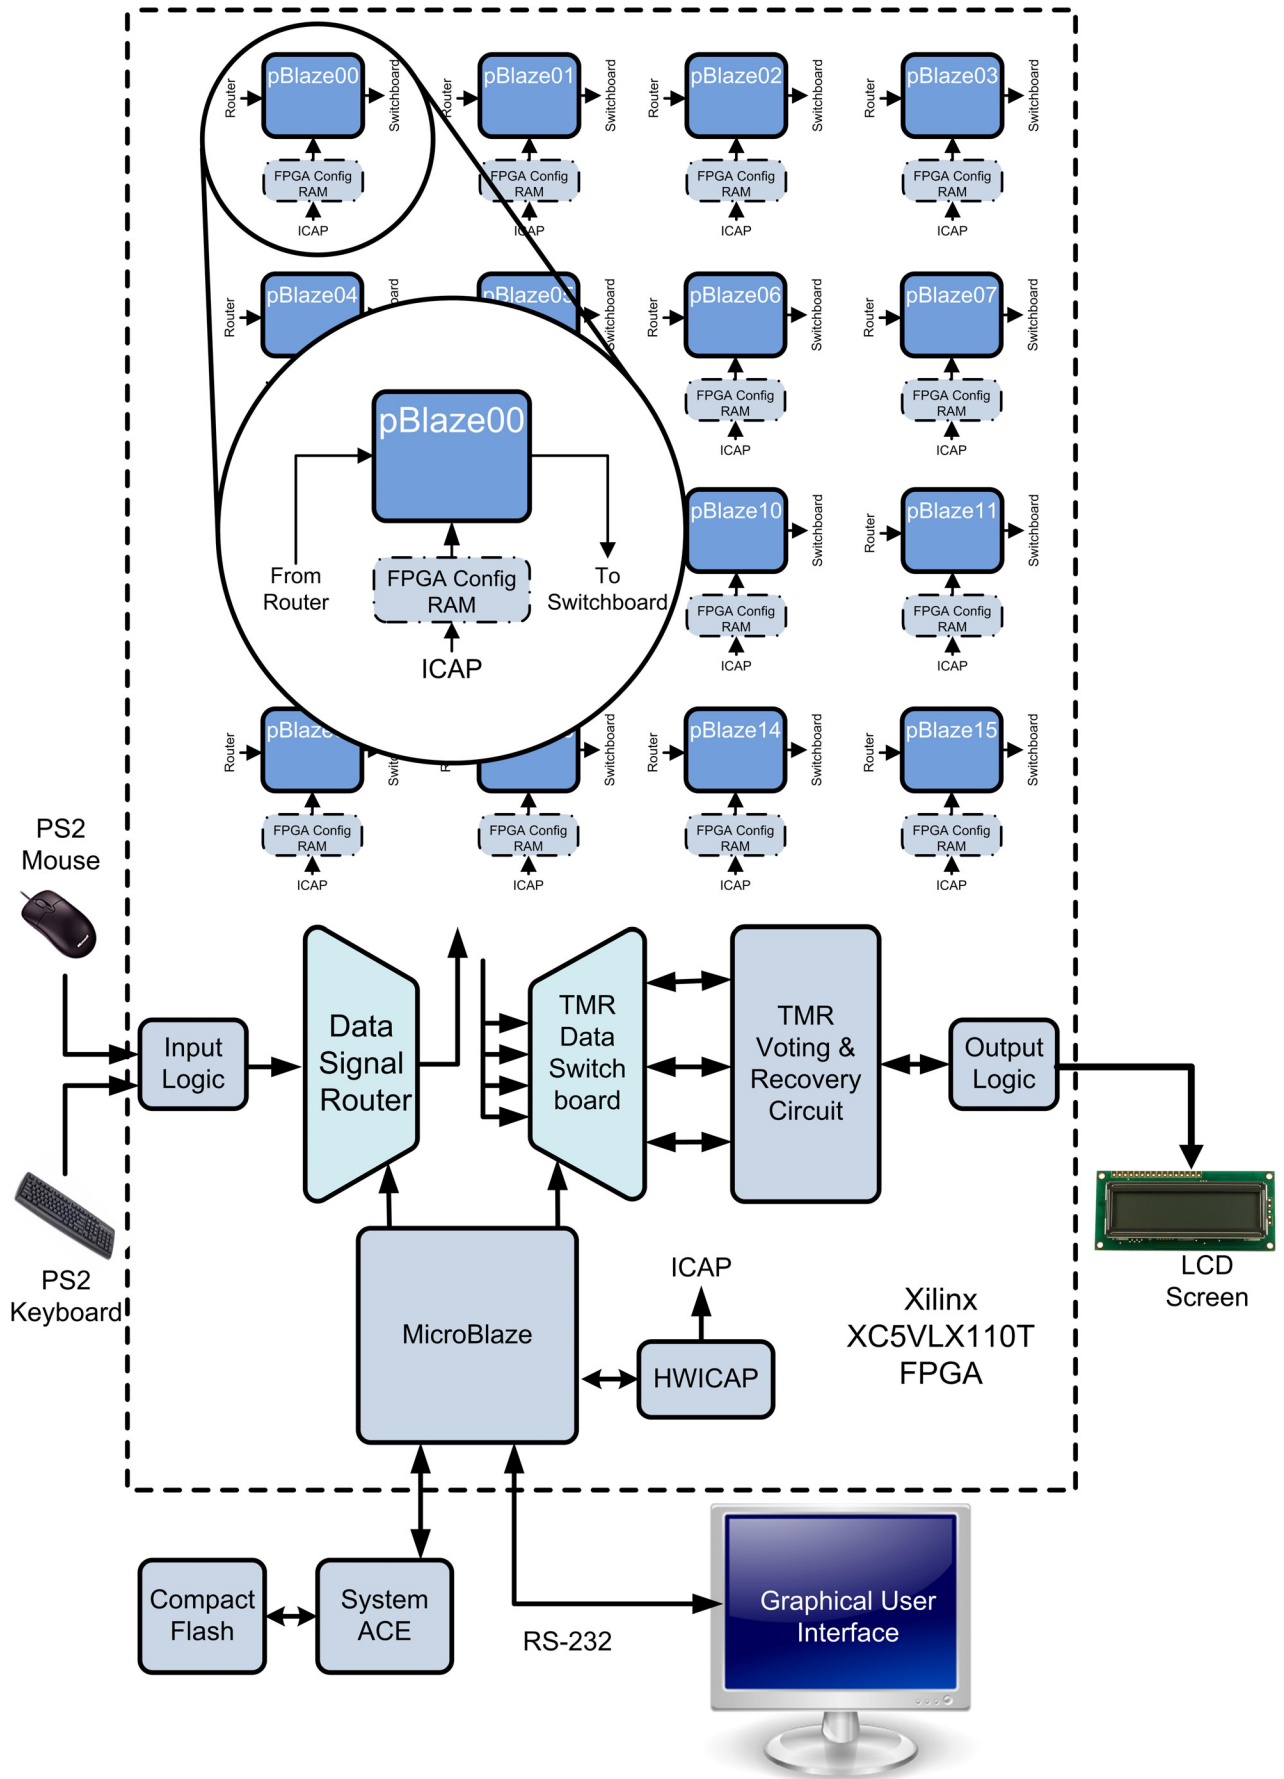 pBlaze00
pBlaze01
pBlaze02
pBlaze03
Router
Switchboard
Router
Switchboard
Router
Switchboard
Router
Switchboard
FPGA Config
RAM
FPGA Config
RAM
FPGA Config
RAM
FPGA Config
RAM
ICAP
ICAP
ICAP
ICAP
pBlaze04
pBlaze05
pBlaze06
pBlaze07
Router
Switchboard
Router
Switchboard
Router
Switchboard
FPGA Config
RAM
FPGA Config
RAM
ICAP
ICAP
pBlaze00
From
Router
To
Switchboard
FPGA Config
RAM
ICAP
pBlaze10
pBlaze11
Switchboard
Router
Switchboard
FPGA Config
RAM
FPGA Config
RAM
ICAP
ICAP
pBlaze
pBlaze14
pBlaze15
Router
Switchboard
Router
Switchboard
Router
Switchboard
FPGA Config
RAM
FPGA Config
RAM
FPGA Config
RAM
FPGA Config
RAM
ICAP
ICAP
ICAP
ICAP
PS2
Mouse
Input
Logic
Data
Signal
Router
TMR
Data
Switch
board
TMR
Voting &
Recovery
Circuit
Output
Logic
PS2
Keyboard
LCD
Screen
MicroBlaze
ICAP
HWICAP
Xilinx
XC5VLX110T
FPGA
Compact
Flash
System
ACE
RS-232
Graphical User
Interface